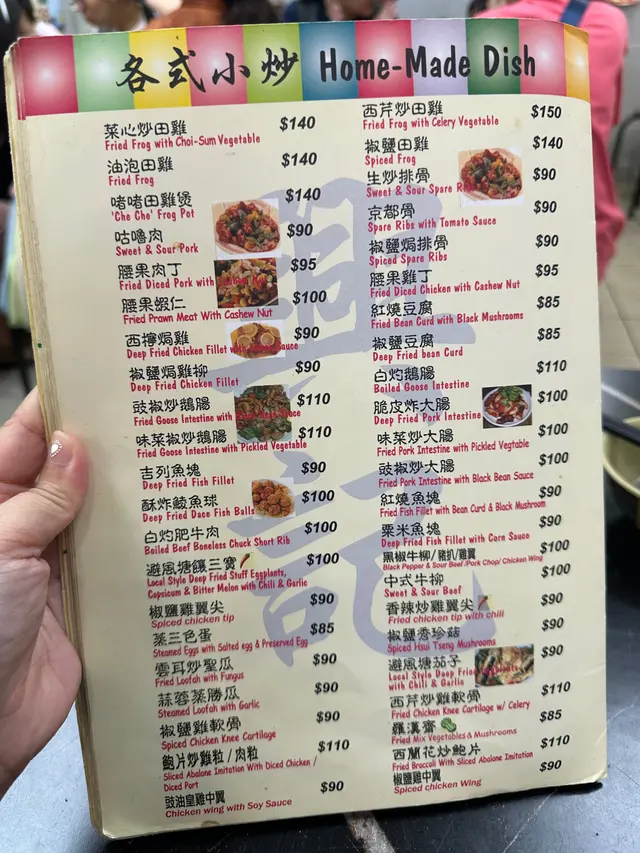 各式小炒 Home-Made Dish
菜心炒田雞
Fried Frog with Choi-Sum Vegetable $140
油泡田雞
Fried Frog $140
啫啫田雞煲
'Che Che' Frog Pot $140
咕嚕肉
Sweet & Sour Pork $90
腰果肉丁
Fried Diced Pork with $95
腰果蝦仁
Fried Prawn Meat With Cashew Nut $100
西檸焗雞
Deep Fried Chicken Fillet with Sauce $90
椒鹽焗雞柳
Deep Fried Chicken Fillet $90
豉椒炒鵝腸
Fried Goose Intestine with Sauce $110
味菜椒炒鵝腸
Fried Goose Intestine with Pickled Vegetable $110
吉列魚塊
Deep Fried Fish Fillet $90
酥炸鯪魚球
Deep Fried Dace Fish Balls $100
白灼肥牛肉
Boiled Beef Boneless Chuck Short Rib $100
避風塘釀三寶
Local Style Deep Fried Stuff Eggplants,
Capsicum & Bitter Melon with Chili & Garlic $100
椒鹽雞翼尖
Spiced chicken tip $90
蒸三色蛋
Steamed Eggs with Salted egg & Preserved Egg $85
雲耳炒聖瓜
Fried Loofah with Fungus $90
蒜蓉蒸勝瓜
Steamed Loofah with Garlic $90
椒鹽雞軟骨
Spiced Chicken Knee Cartilage $90
鮑片炒雞粒/肉粒
Sliced Abalone Imitation With Diced Chicken /
Diced Port $110
豉油皇雞中翼
Chicken wing with Soy Sauce $90
西芹炒田雞
Fried Frog with Celery Vegetable $150
椒鹽田雞
Spiced Frog $140
生炒排骨
Sweet & Sour Spare $90
京都骨
Spare Ribs with Tomato Sauce $90
椒鹽焗排骨
Spiced Spare Ribs $90
腰果雞丁
Fried Diced Chicken with Cashew Nut $95
紅燒豆腐
Fried Bean Curd with Black Mushrooms $85
椒鹽豆腐
Deep Fried bean Curd $85
白灼鵝腸
Boiled Goose Intestine $110
脆皮炸大腸
Deep Fried Pork Intestine $100
味菜炒大腸
Fried Pork Intestine with Pickled Vegtable $100
豉椒炒大腸
Fried Pork Intestine with Black Bean Sauce $100
紅燒魚塊
Fried Fish Fillet with Bean Curd & Black Mushroom $90
粟米魚塊
Deep Fried Fish Fillet with Corn Sauce $90
黑椒牛柳/豬扒/雞翼
Black Pepper & Sour Beef /Pork Chop/ Chicken Wing $100
中式牛柳
Sweet & Sour Beef $100
香辣炒雞翼尖
Fried chicken tip with chili $90
椒鹽秀珍菇
Spiced Hsui Tseng Mushrooms $90
避風塘茄子
Local Style Deep Fried Eggplants
with Chili & Garlic $90
西芹炒雞軟骨
Fried Chicken Knee Cartilage w/ Celery $110
羅漢齋
Fried Mix Vegetables & Mushrooms $85
西蘭花炒鮑片
Fried Broccoli With Sliced Abalone Imitation $110
椒鹽雞中翼
Spiced chicken Wing $90
興記